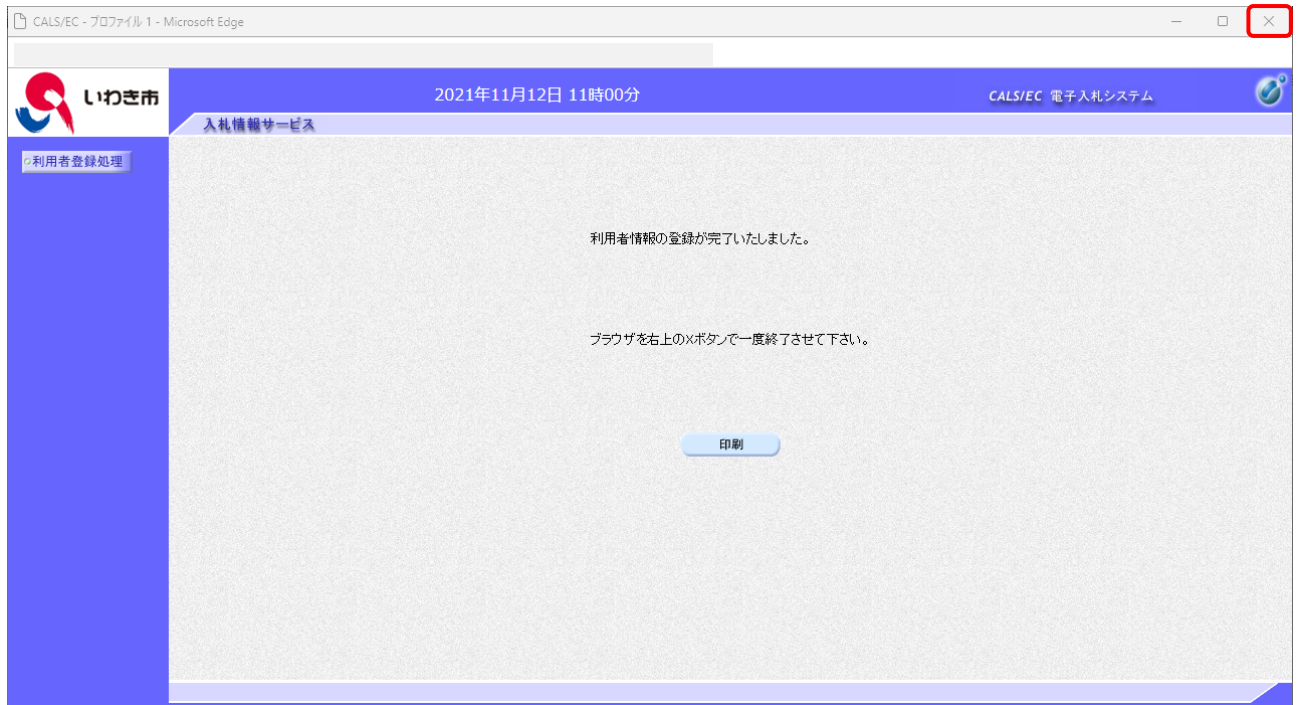 CALS/EC - プロファイル 1 - Microsoft Edge
いわき市
2021年11月12日 11時00分
CALS/EC 電子入札システム
入札情報サービス
利用者登録処理
利用者情報の登録が完了いたしました。
ブラウザを右上の×ボタンで一度終了させて下さい。
印刷